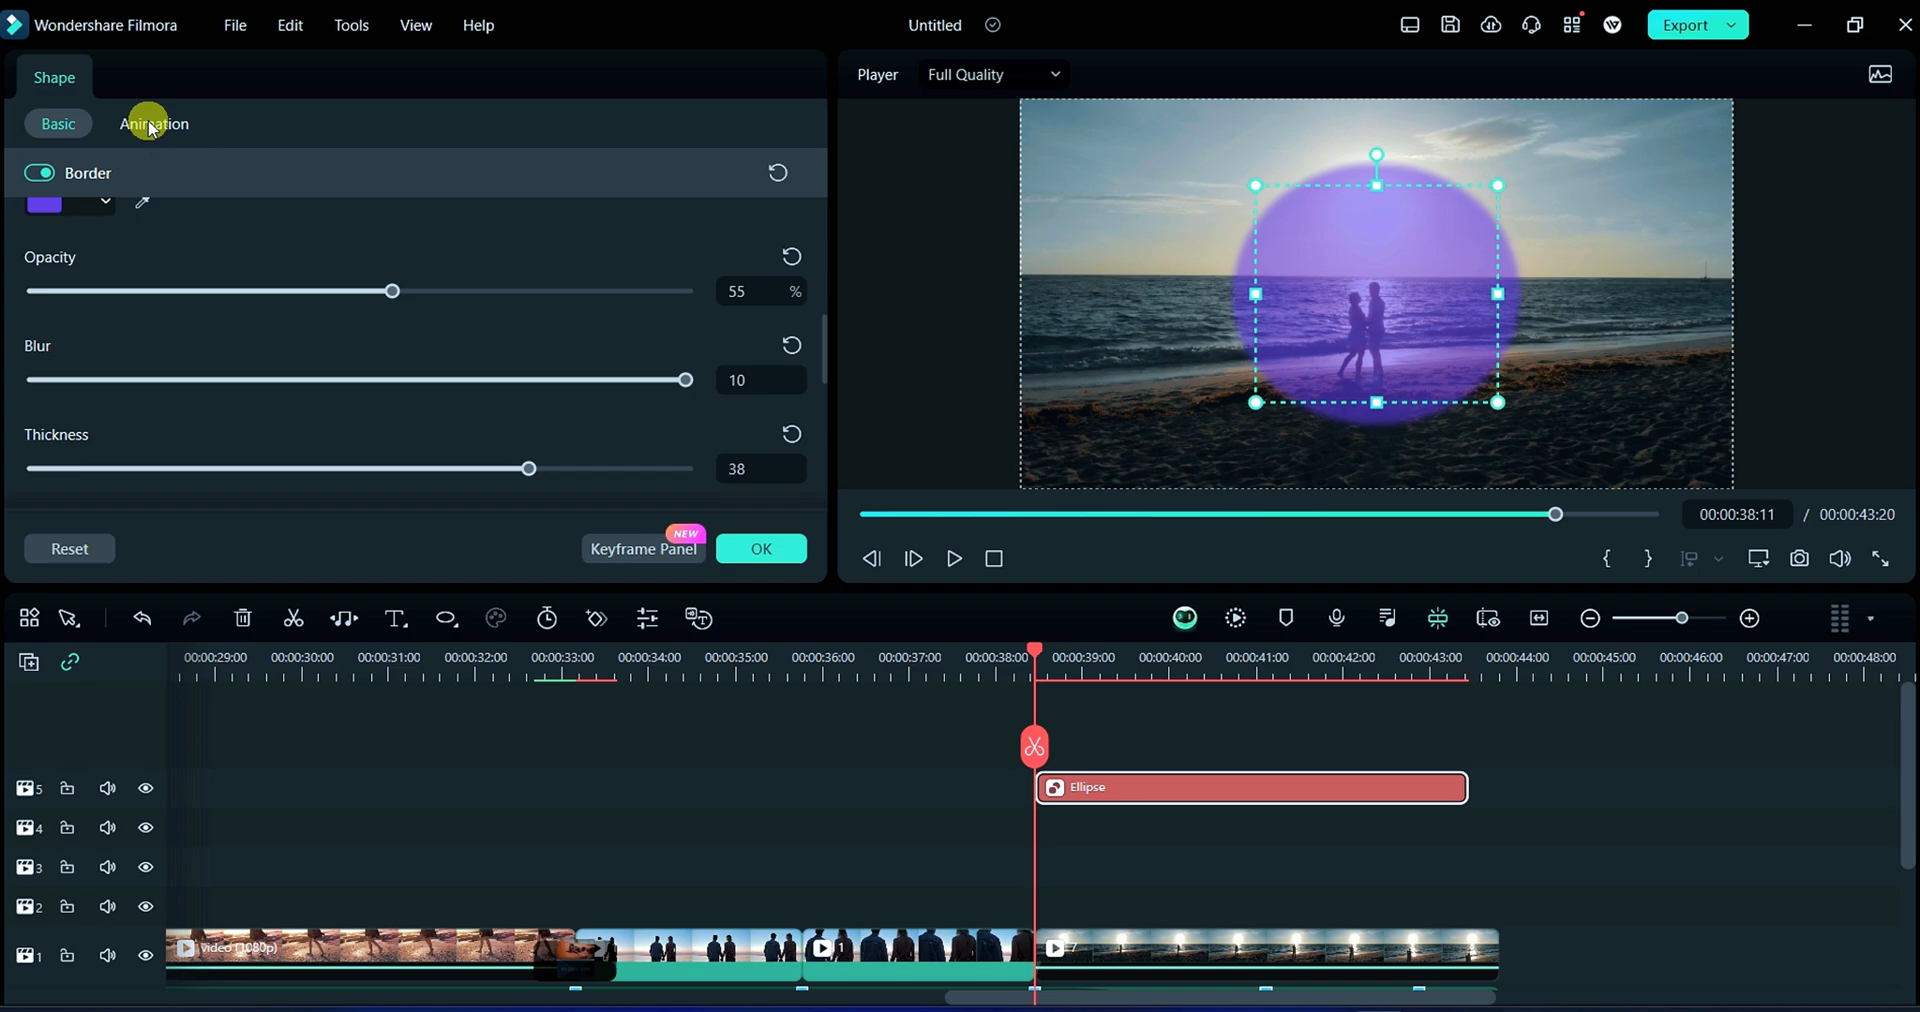 Wondershare Filmora File Edit Tools View Help Untitled Export
Shape
Player Full Quality
Basic Animation
Border
Opacity
55 %
Blur
10
Thickness
38
00:00:38:11 / 00:00:43:20
NEW
Reset Keyframe Panel OK
00:00:29:00 00:00:30:00 00:00:31:00 00:00:32:00 00:00:33:00 00:00:34:00 00:00:35:00 00:00:36:00 00:00:37:00 00:00:38:00 00:00:39:00 00:00:40:00 00:00:41:00 00:00:42:00 00:00:43:00 00:00:44:00 00:00:45:00 00:00:46:00 00:00:47:00 00:00:48:00
5 Ellipse
4
3
2
video (1080p) 1 7
1